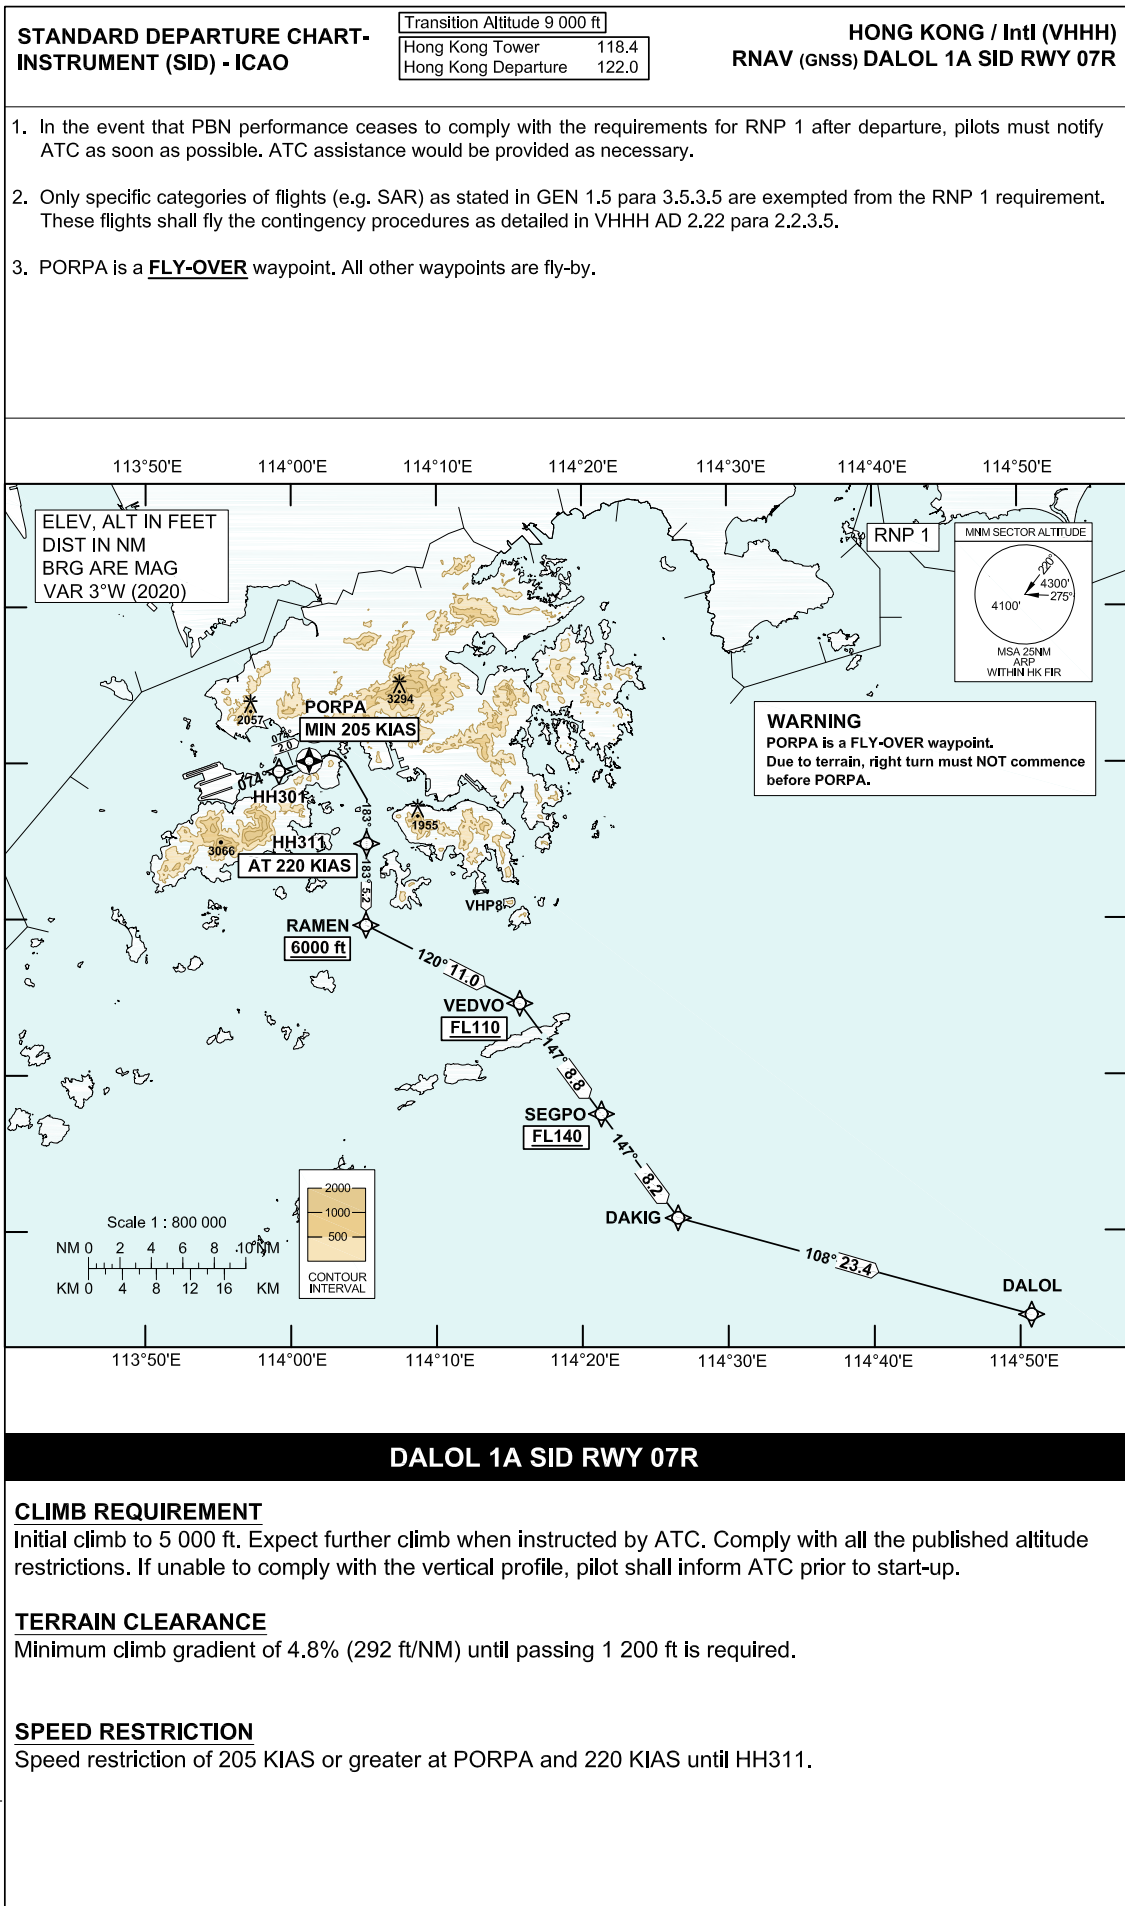 STANDARD DEPARTURE CHART-
INSTRUMENT (SID) - ICAO
Transition Altitude 9 000 ft
Hong Kong Tower 118.4
Hong Kong Departure 122.0
HONG KONG / Intl (VHHH)
RNAV (GNSS) DALOL 1A SID RWY 07R
1. In the event that PBN performance ceases to comply with the requirements for RNP 1 after departure, pilots must notify
ATC as soon as possible. ATC assistance would be provided as necessary.
2. Only specific categories of flights (e.g. SAR) as stated in GEN 1.5 para 3.5.3.5 are exempted from the RNP 1 requirement.
These flights shall fly the contingency procedures as detailed in VHHH AD 2.22 para 2.2.3.5.
3. PORPA is a FLY-OVER waypoint. All other waypoints are fly-by.
113°50'E 114°00'E 114°10'E 114°20'E 114°30'E 114°40'E 114°50'E
ELEV, ALT IN FEET
DIST IN NM
BRG ARE MAG
VAR 3°W (2020)
RNP 1
MNM SECTOR ALTITUDE
220°
4300'
275°
4100'
MSA 25NM
ARP
WITHIN HK FIR
3294
2057
PORPA
MIN 205 KIAS
WARNING
PORPA is a FLY-OVER waypoint.
Due to terrain, right turn must NOT commence
before PORPA.
074°
2.0
074°
HH301
183°
1955
3066
HH311
AT 220 KIAS
183° 5.2
VHP8
RAMEN
6000 ft
120° 11.0
VEDVO
FL110
147° 8.8
SEGPO
FL140
147° 8.2
DAKIG
108° 23.4
DALOL
2000
1000
500
CONTOUR
INTERVAL
Scale 1 : 800 000
NM 0 2 4 6 8 10 NM
KM 0 4 8 12 16 KM
113°50'E 114°00'E 114°10'E 114°20'E 114°30'E 114°40'E 114°50'E
DALOL 1A SID RWY 07R
CLIMB REQUIREMENT
Initial climb to 5 000 ft. Expect further climb when instructed by ATC. Comply with all the published altitude
restrictions. If unable to comply with the vertical profile, pilot shall inform ATC prior to start-up.
TERRAIN CLEARANCE
Minimum climb gradient of 4.8% (292 ft/NM) until passing 1 200 ft is required.
SPEED RESTRICTION
Speed restriction of 205 KIAS or greater at PORPA and 220 KIAS until HH311.